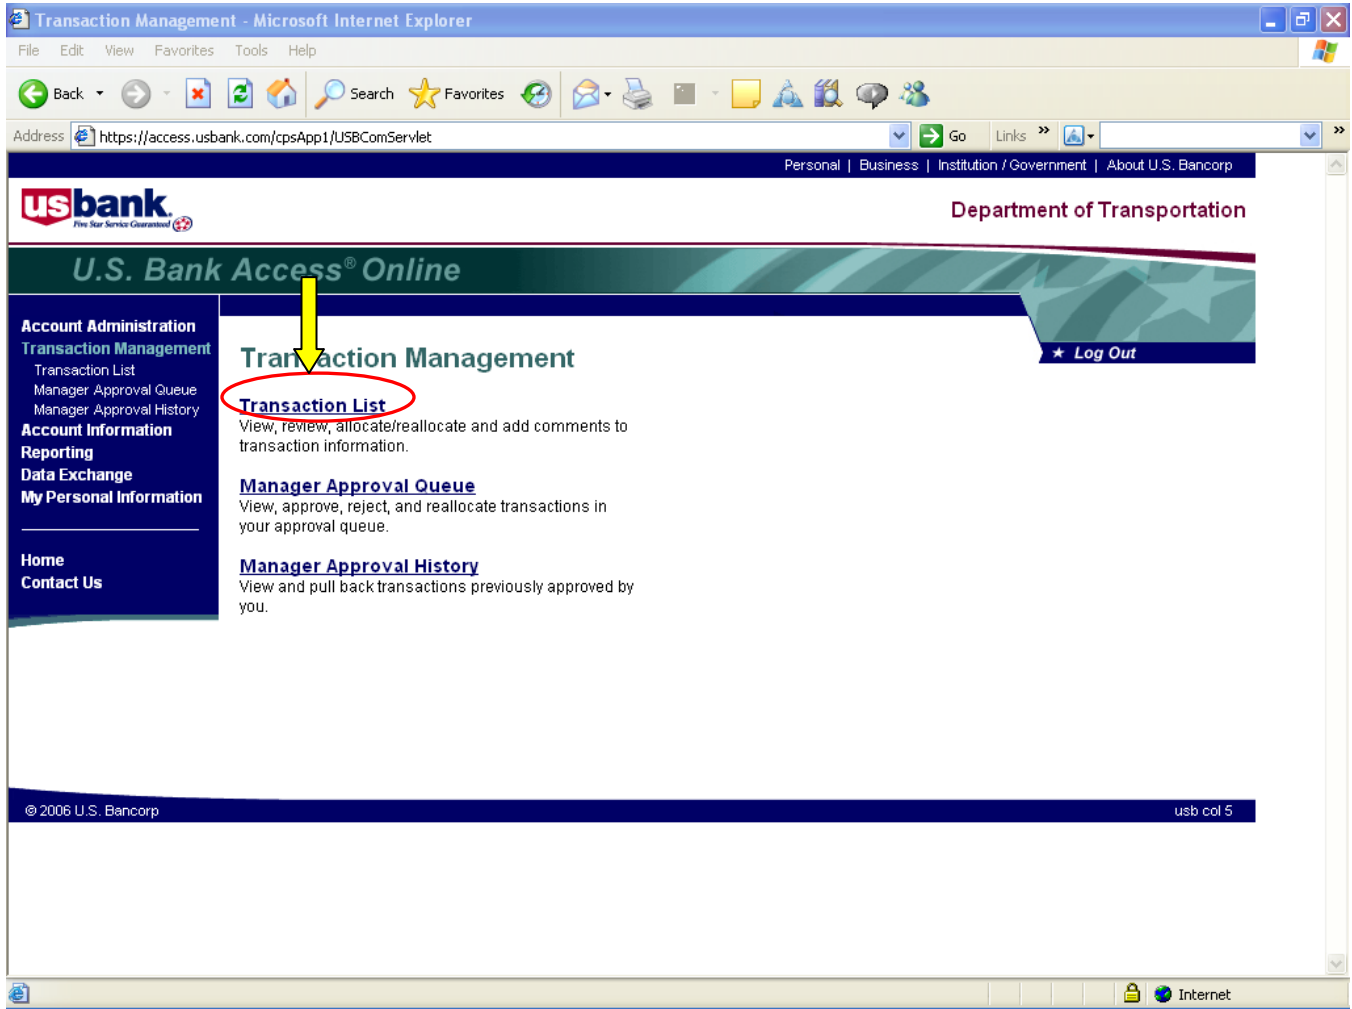 Transaction Management - Microsoft Internet Explorer
File Edit View Favorites Tools Help
Back Search Favorites
Address https://access.usbank.com/cpsApp1/USBComServlet Go Links
Personal | Business | Institution / Government | About U.S. Bancorp
usbank.
Five Star Service Guaranteed
Department of Transportation
U.S. Bank Access® Online
Account Administration
Transaction Management
Transaction List
Manager Approval Queue
Manager Approval History
Account Information
Reporting
Data Exchange
My Personal Information
Home
Contact Us
Log Out
Transaction Management
Transaction List
View, review, allocate/reallocate and add comments to
transaction information.
Manager Approval Queue
View, approve, reject, and reallocate transactions in
your approval queue.
Manager Approval History
View and pull back transactions previously approved by
you.
© 2006 U.S. Bancorp
usb col 5
Internet